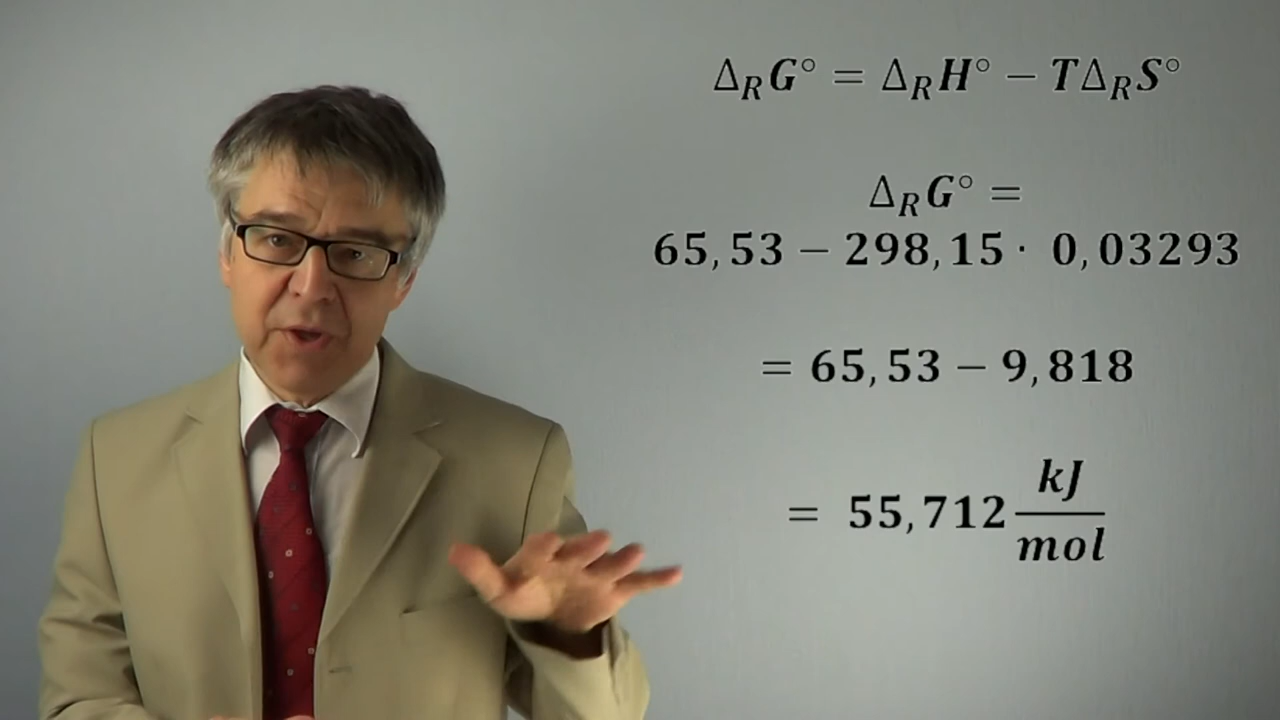 Δ_R G° = Δ_R H° − TΔ_R S°
Δ_R G° =
65,53 − 298,15 · 0,03293
= 65,53 − 9,818
= 55,712 kJ/mol